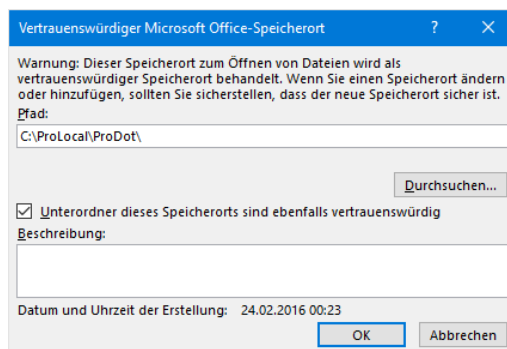 Vertrauenswürdiger Microsoft Office-Speicherort ? ×
Warnung: Dieser Speicherort zum Öffnen von Dateien wird als
vertrauenswürdiger Speicherort behandelt. Wenn Sie einen Speicherort ändern
oder hinzufügen, sollten Sie sicherstellen, dass der neue Speicherort sicher ist.
Pfad:
C:\ProLocal\ProDot\
Durchsuchen...
Unterordner dieses Speicherorts sind ebenfalls vertrauenswürdig
Beschreibung:
Datum und Uhrzeit der Erstellung: 24.02.2016 00:23
OK Abbrechen